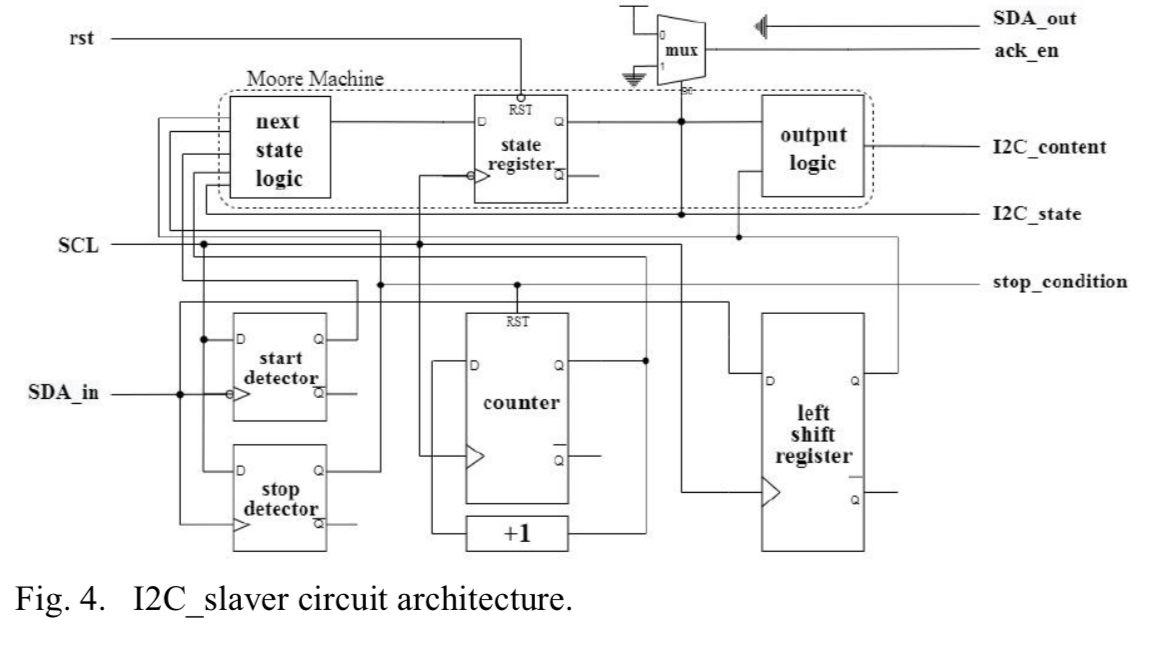 SDA_out
rst
0
mux
ack_en
1
Moore Machine
S0
RST
next
state
logic
D
Q
state
register
Q
output
logic
I2C_content
I2C_state
SCL
stop_condition
RST
D
Q
start
detector
Q
SDA_in
D
Q
counter
Q
D
Q
left
shift
register
Q
D
Q
stop
detector
Q
+1
Fig. 4. I2C_slaver circuit architecture.